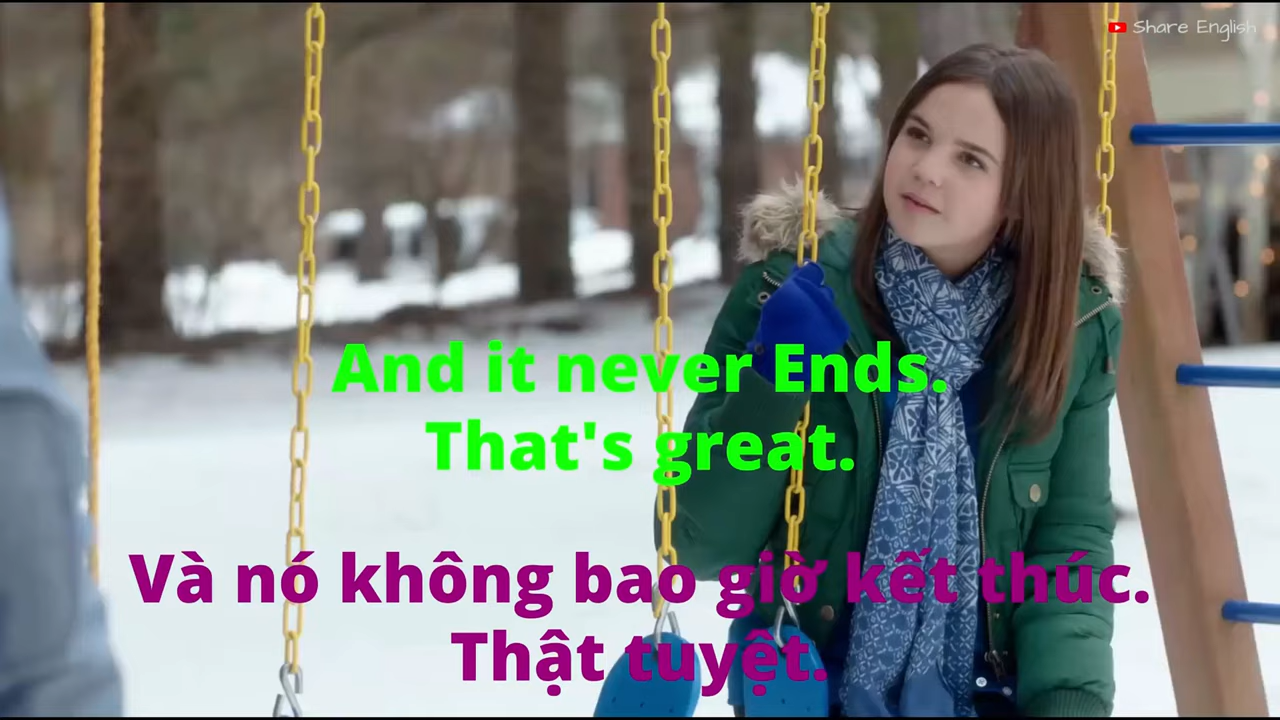 Share English
And it never Ends.
That's great.
Và nó không bao giờ kết thúc.
Thật tuyệt.